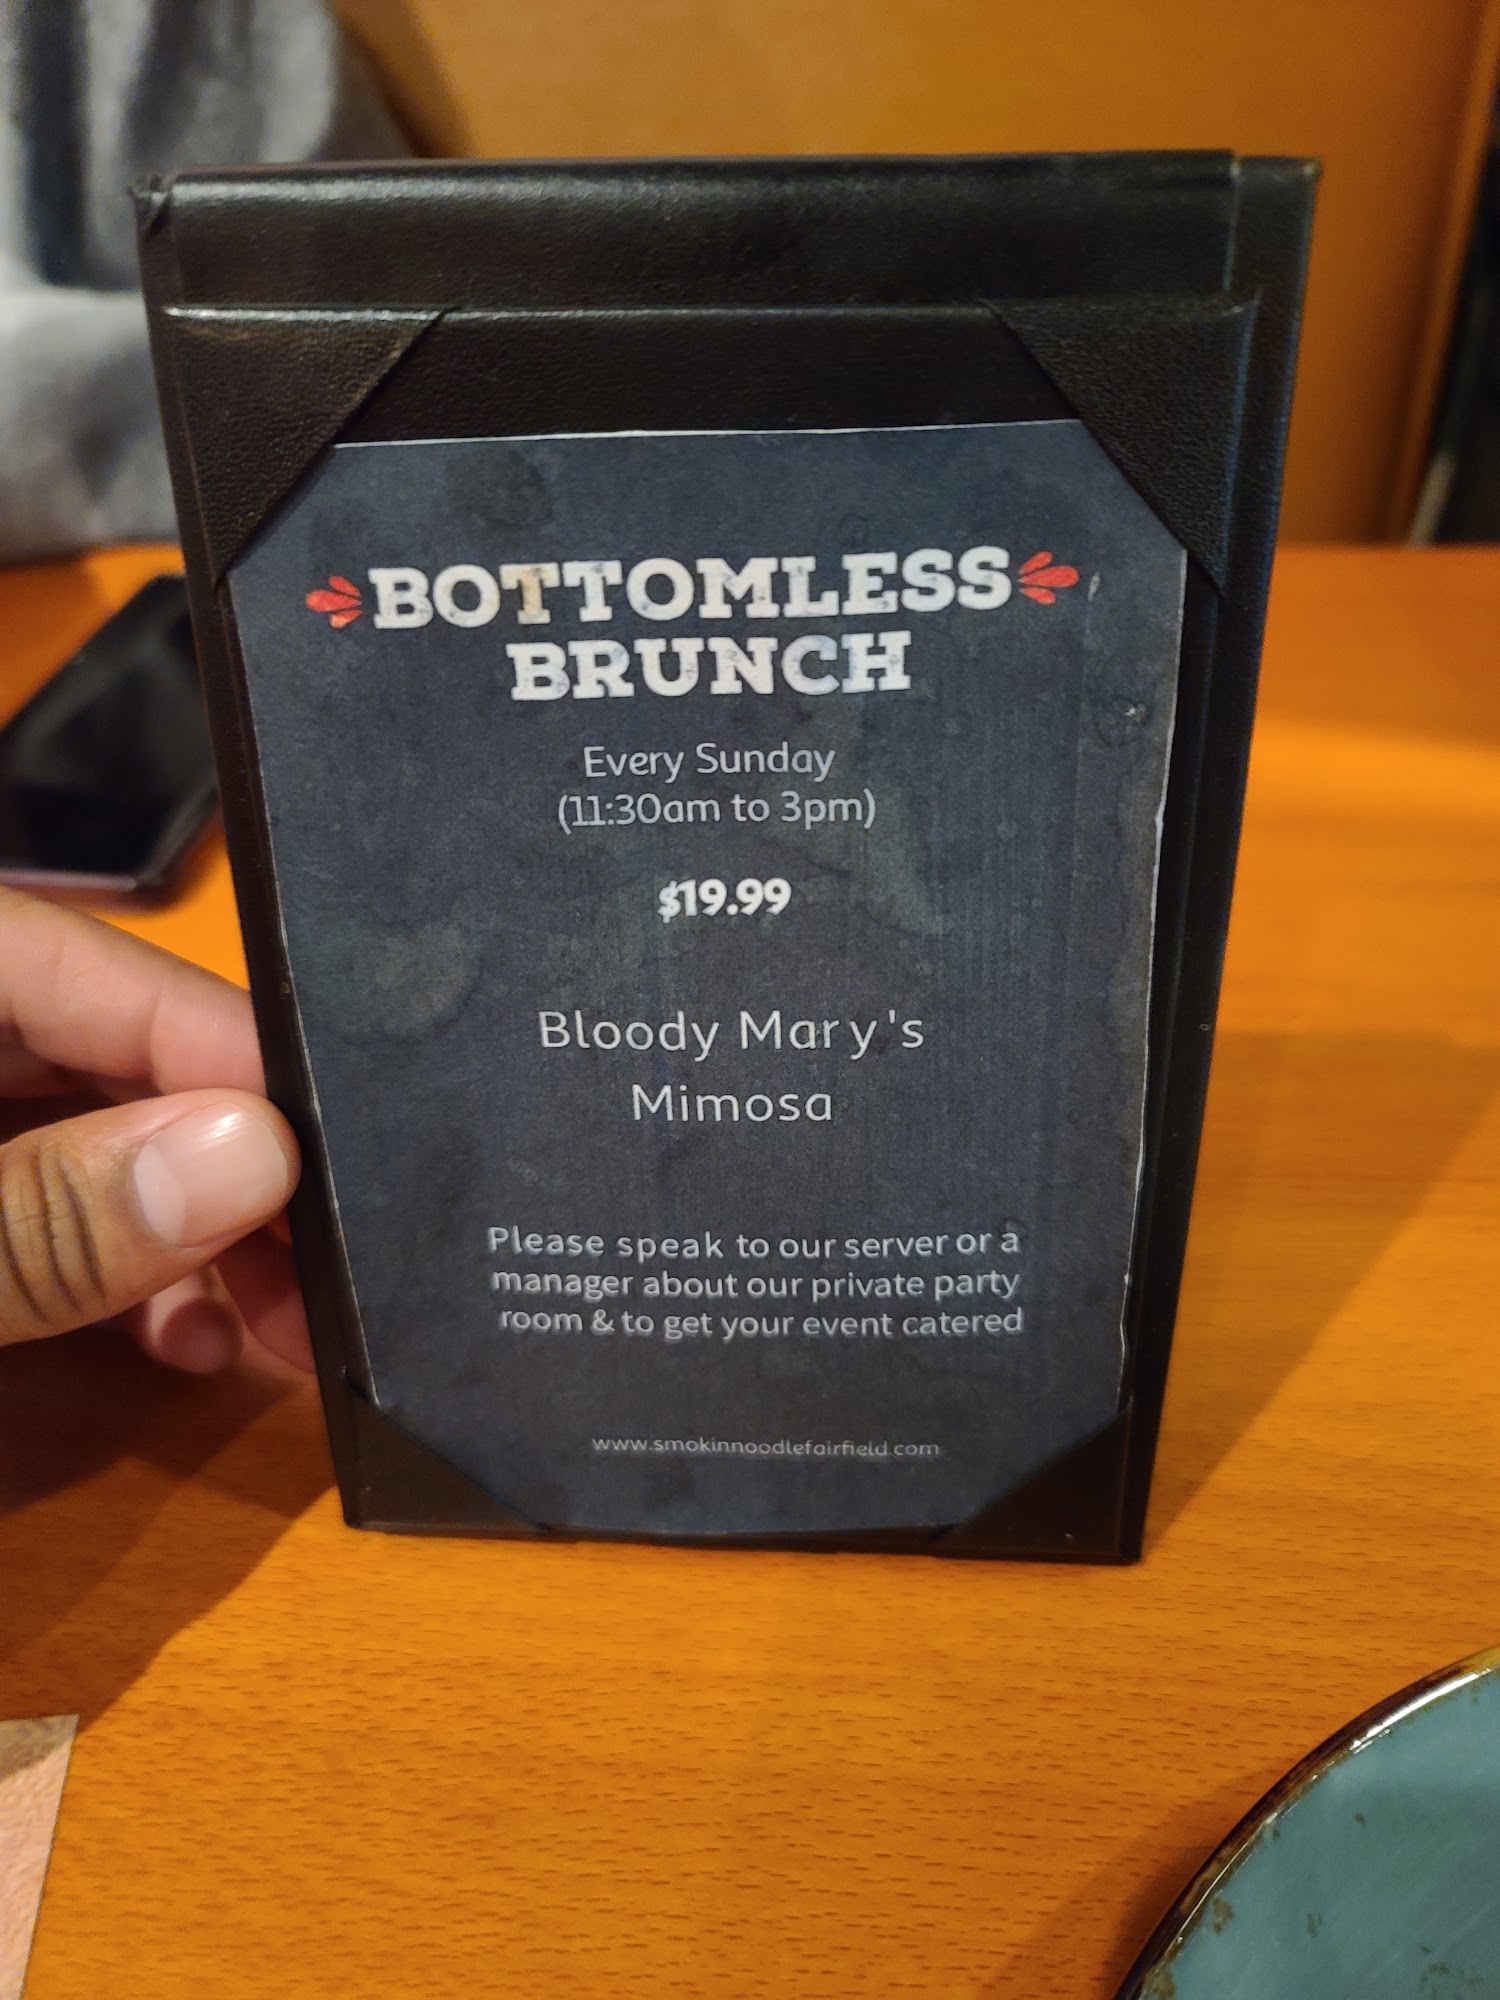 BOTTOMLESS
BRUNCH
Every Sunday
(11:30am to 3pm)
$19.99
Bloody Mary's
Mimosa
Please speak to our server or a
manager about our private party
room & to get your event catered
www.smokinnoodlefairfield.com